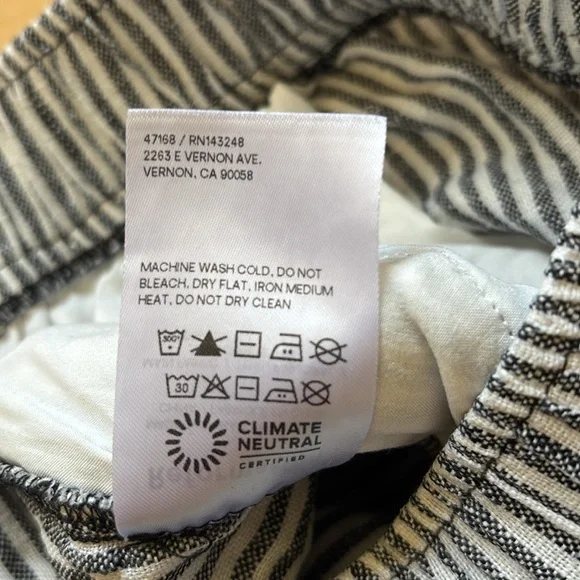 47168 / RN143248
2263 E VERNON AVE.
VERNON, CA 90058
MACHINE WASH COLD, DO NOT
BLEACH, DRY FLAT, IRON MEDIUM
HEAT, DO NOT DRY CLEAN
30
CLIMATE
NEUTRAL
CERTIFIED